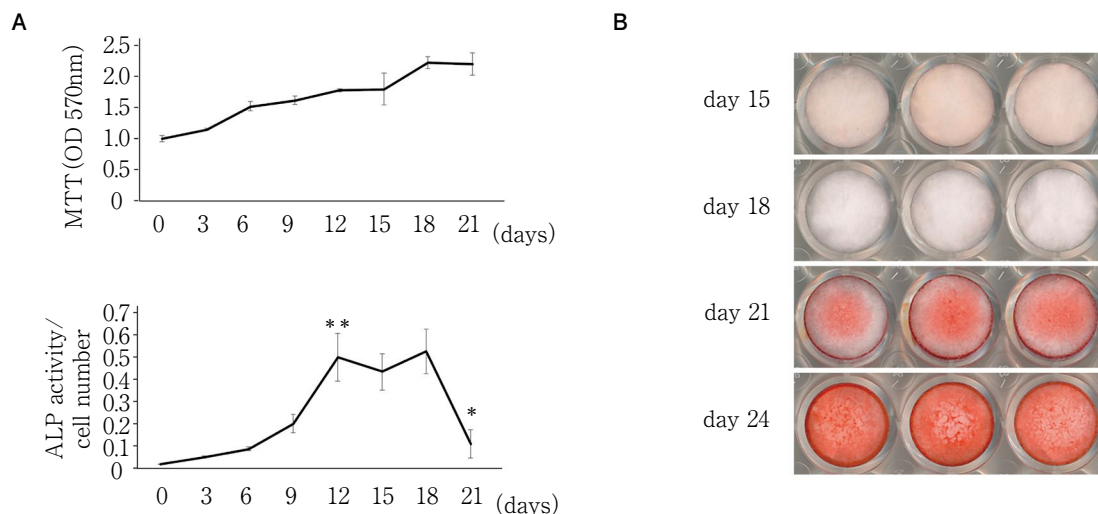 A
MTT (OD 570nm)
2.5
2.0
1.5
1.0
0.5
0
0 3 6 9 12 15 18 21 (days)
ALP activity/
cell number
0.7
0.6
0.5
0.4
0.3
0.2
0.1
0
**
*
0 3 6 9 12 15 18 21 (days)
B
day 15
day 18
day 21
day 24